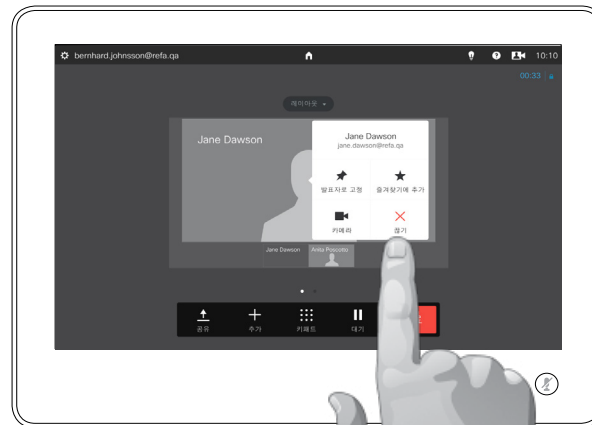 bernhard.johnsson@refa.qa
10:10
00:33
레이아웃
Jane Dawson
Jane Dawson
jane.dawson@refa.qa
발표자로 고정
즐겨찾기에 추가
카메라
끊기
Jane Dawson
Anita Poscotto
공유
추가
키패드
대기